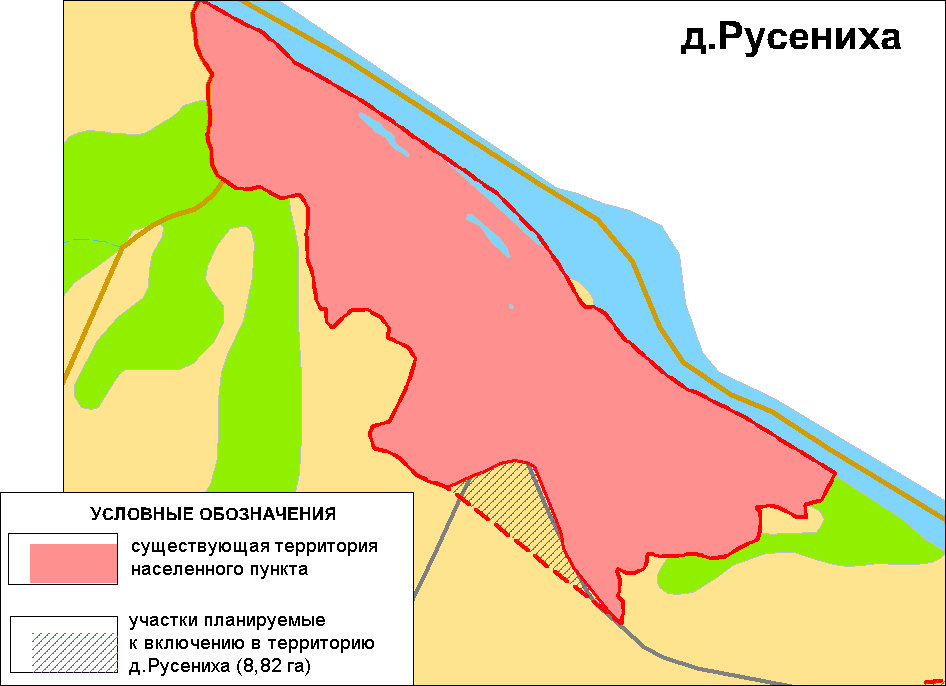 д.Русениха
УСЛОВНЫЕ ОБОЗНАЧЕНИЯ
существующая территория
населенного пункта
участки планируемые
к включению в территорию
д.Русениха (8,82 га)